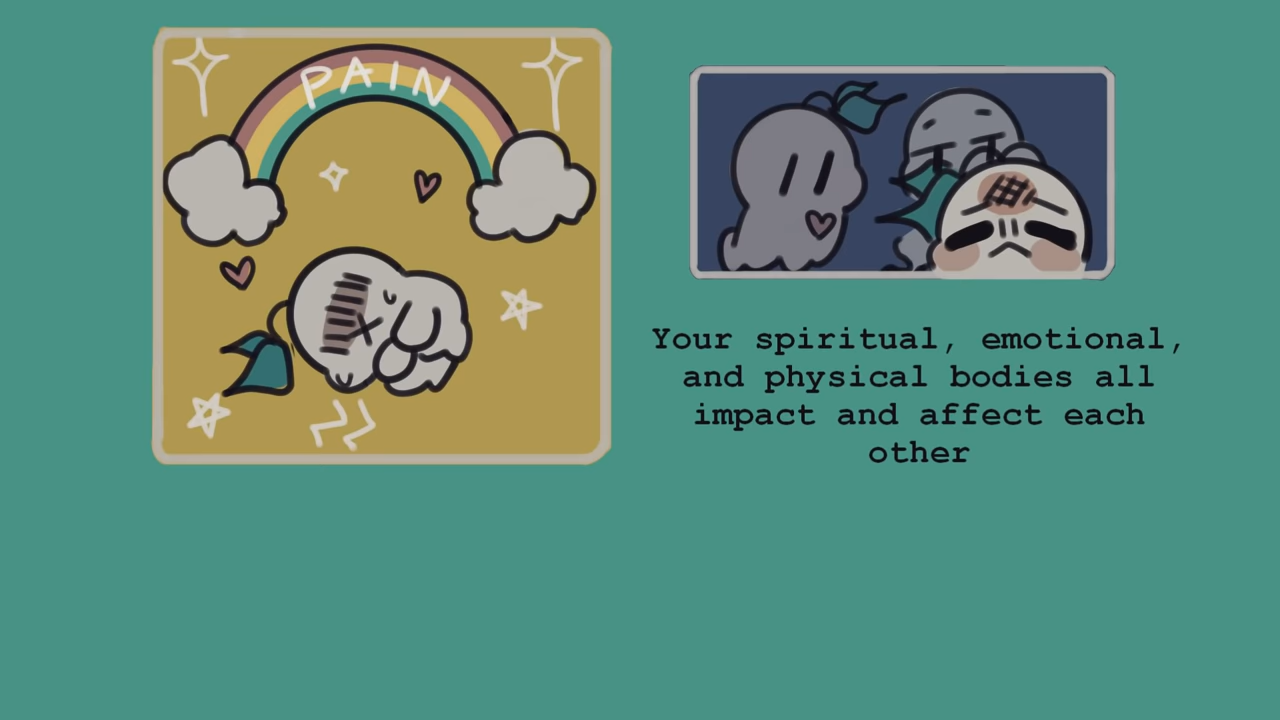 PAIN
Your spiritual, emotional,
and physical bodies all
impact and affect each
other